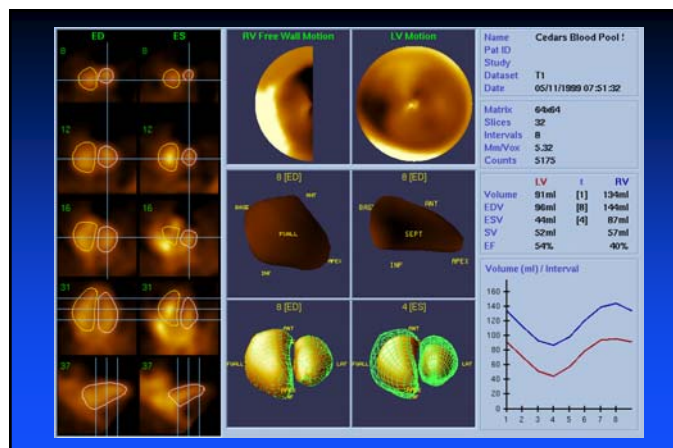 ED ES
8 8
12 12
16 16
31 31
37 37
RV Free Wall Motion
LV Motion
8 [ED]
ANT
BASE
FWALL
APEX
INF
8 [ED]
BASE
ANT
SEPT
INF
APEX
8 [ED]
ANT
FWALL
LAT
INF
4 [ES]
ANT
FWALL
LAT
INF
Name Cedars Blood Pool
Pat ID
Study
Dataset T1
Date 05/11/1999 07:51:32
Matrix 64x64
Slices 32
Intervals 8
Mm/Vox 5.32
Counts 5175
LV t RV
Volume 91ml [1] 134ml
EDV 96ml [8] 144ml
ESV 44ml [4] 87ml
SV 52ml 57ml
EF 54% 40%
Volume (ml) / Interval
160
140
120
100
80
60
40
20
0
1 2 3 4 5 6 7 8